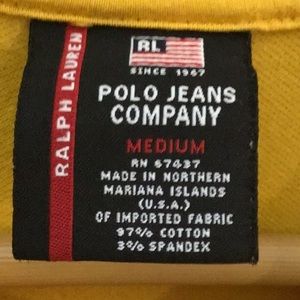 RALPH LAUREN
RL
SINCE 1967
POLO JEANS
COMPANY
MEDIUM
RN 67437
MADE IN NORTHERN
MARIANA ISLANDS
(U.S.A.)
OF IMPORTED FABRIC
97% COTTON
3% SPANDEX